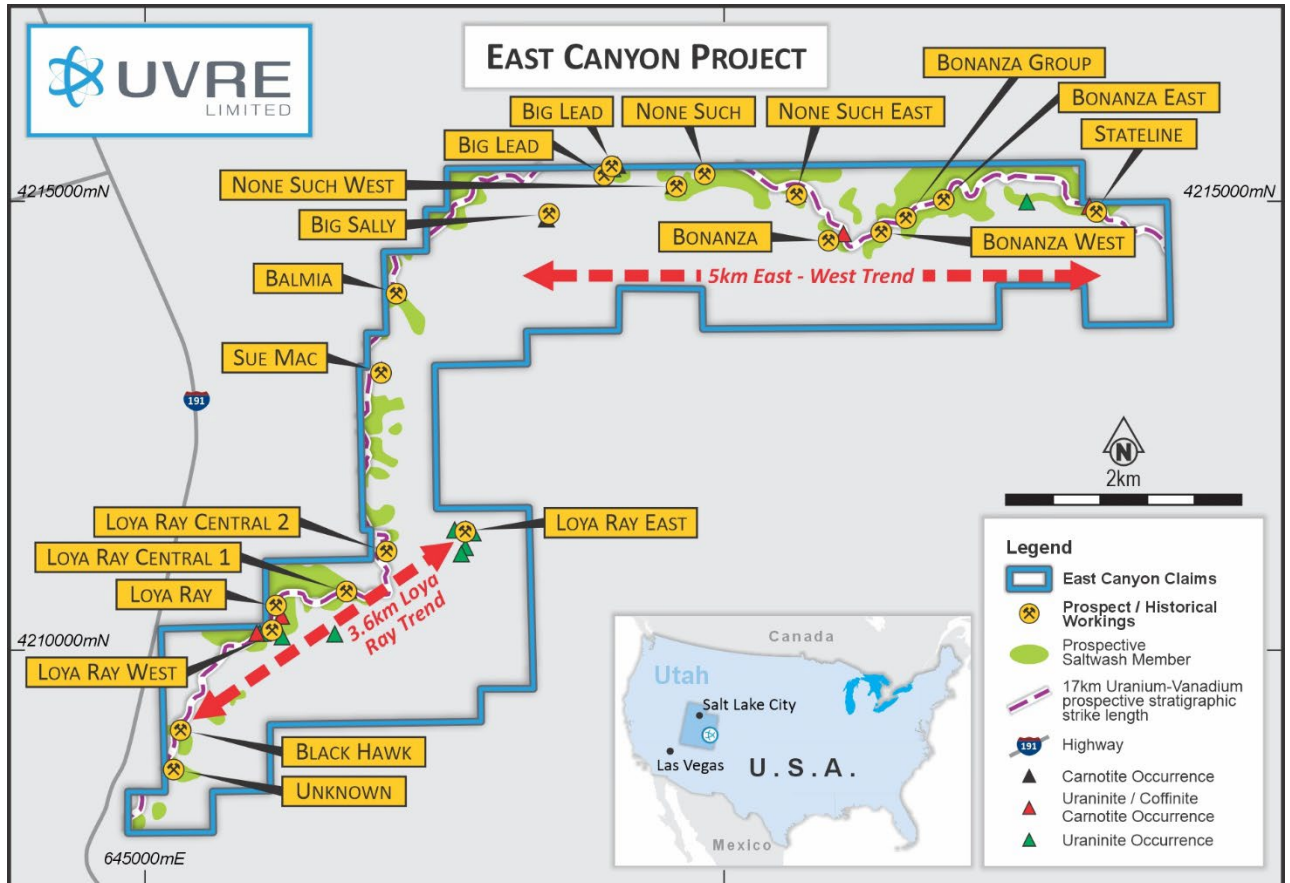 UVRE
LIMITED
EAST CANYON PROJECT
BONANZA GROUP
BIG LEAD
NONE SUCH
NONE SUCH EAST
BONANZA EAST
BIG LEAD
STATELINE
NONE SUCH WEST
4215000mN
4215000mN
BIG SALLY
BONANZA
BONANZA WEST
5km East - West Trend
BALMIA
SUE MAC
191
N
2km
LOYA RAY CENTRAL 2
LOYA RAY EAST
LOYA RAY CENTRAL 1
LOYA RAY
3.6km Loya
Ray Trend
4210000mN
LOYA RAY WEST
BLACK HAWK
UNKNOWN
645000mE
Canada
Utah
Salt Lake City
Las Vegas
U.S.A.
Mexico
Legend
East Canyon Claims
Prospect / Historical
Workings
Prospective
Saltwash Member
17km Uranium-Vanadium
prospective stratigraphic
strike length
191
Highway
Carnotite Occurrence
Uraninite / Coffinite
Carnotite Occurrence
Uraninite Occurrence